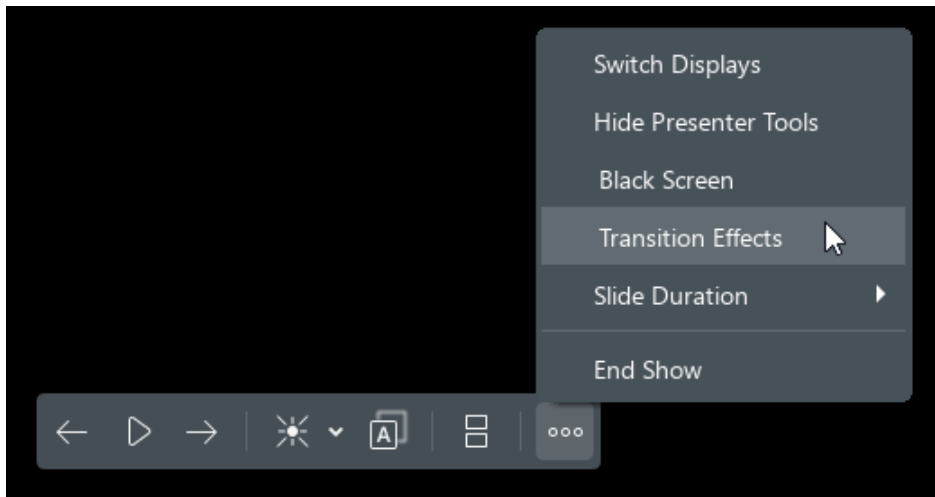 Switch Displays
Hide Presenter Tools
Black Screen
Transition Effects
Slide Duration
End Show
A